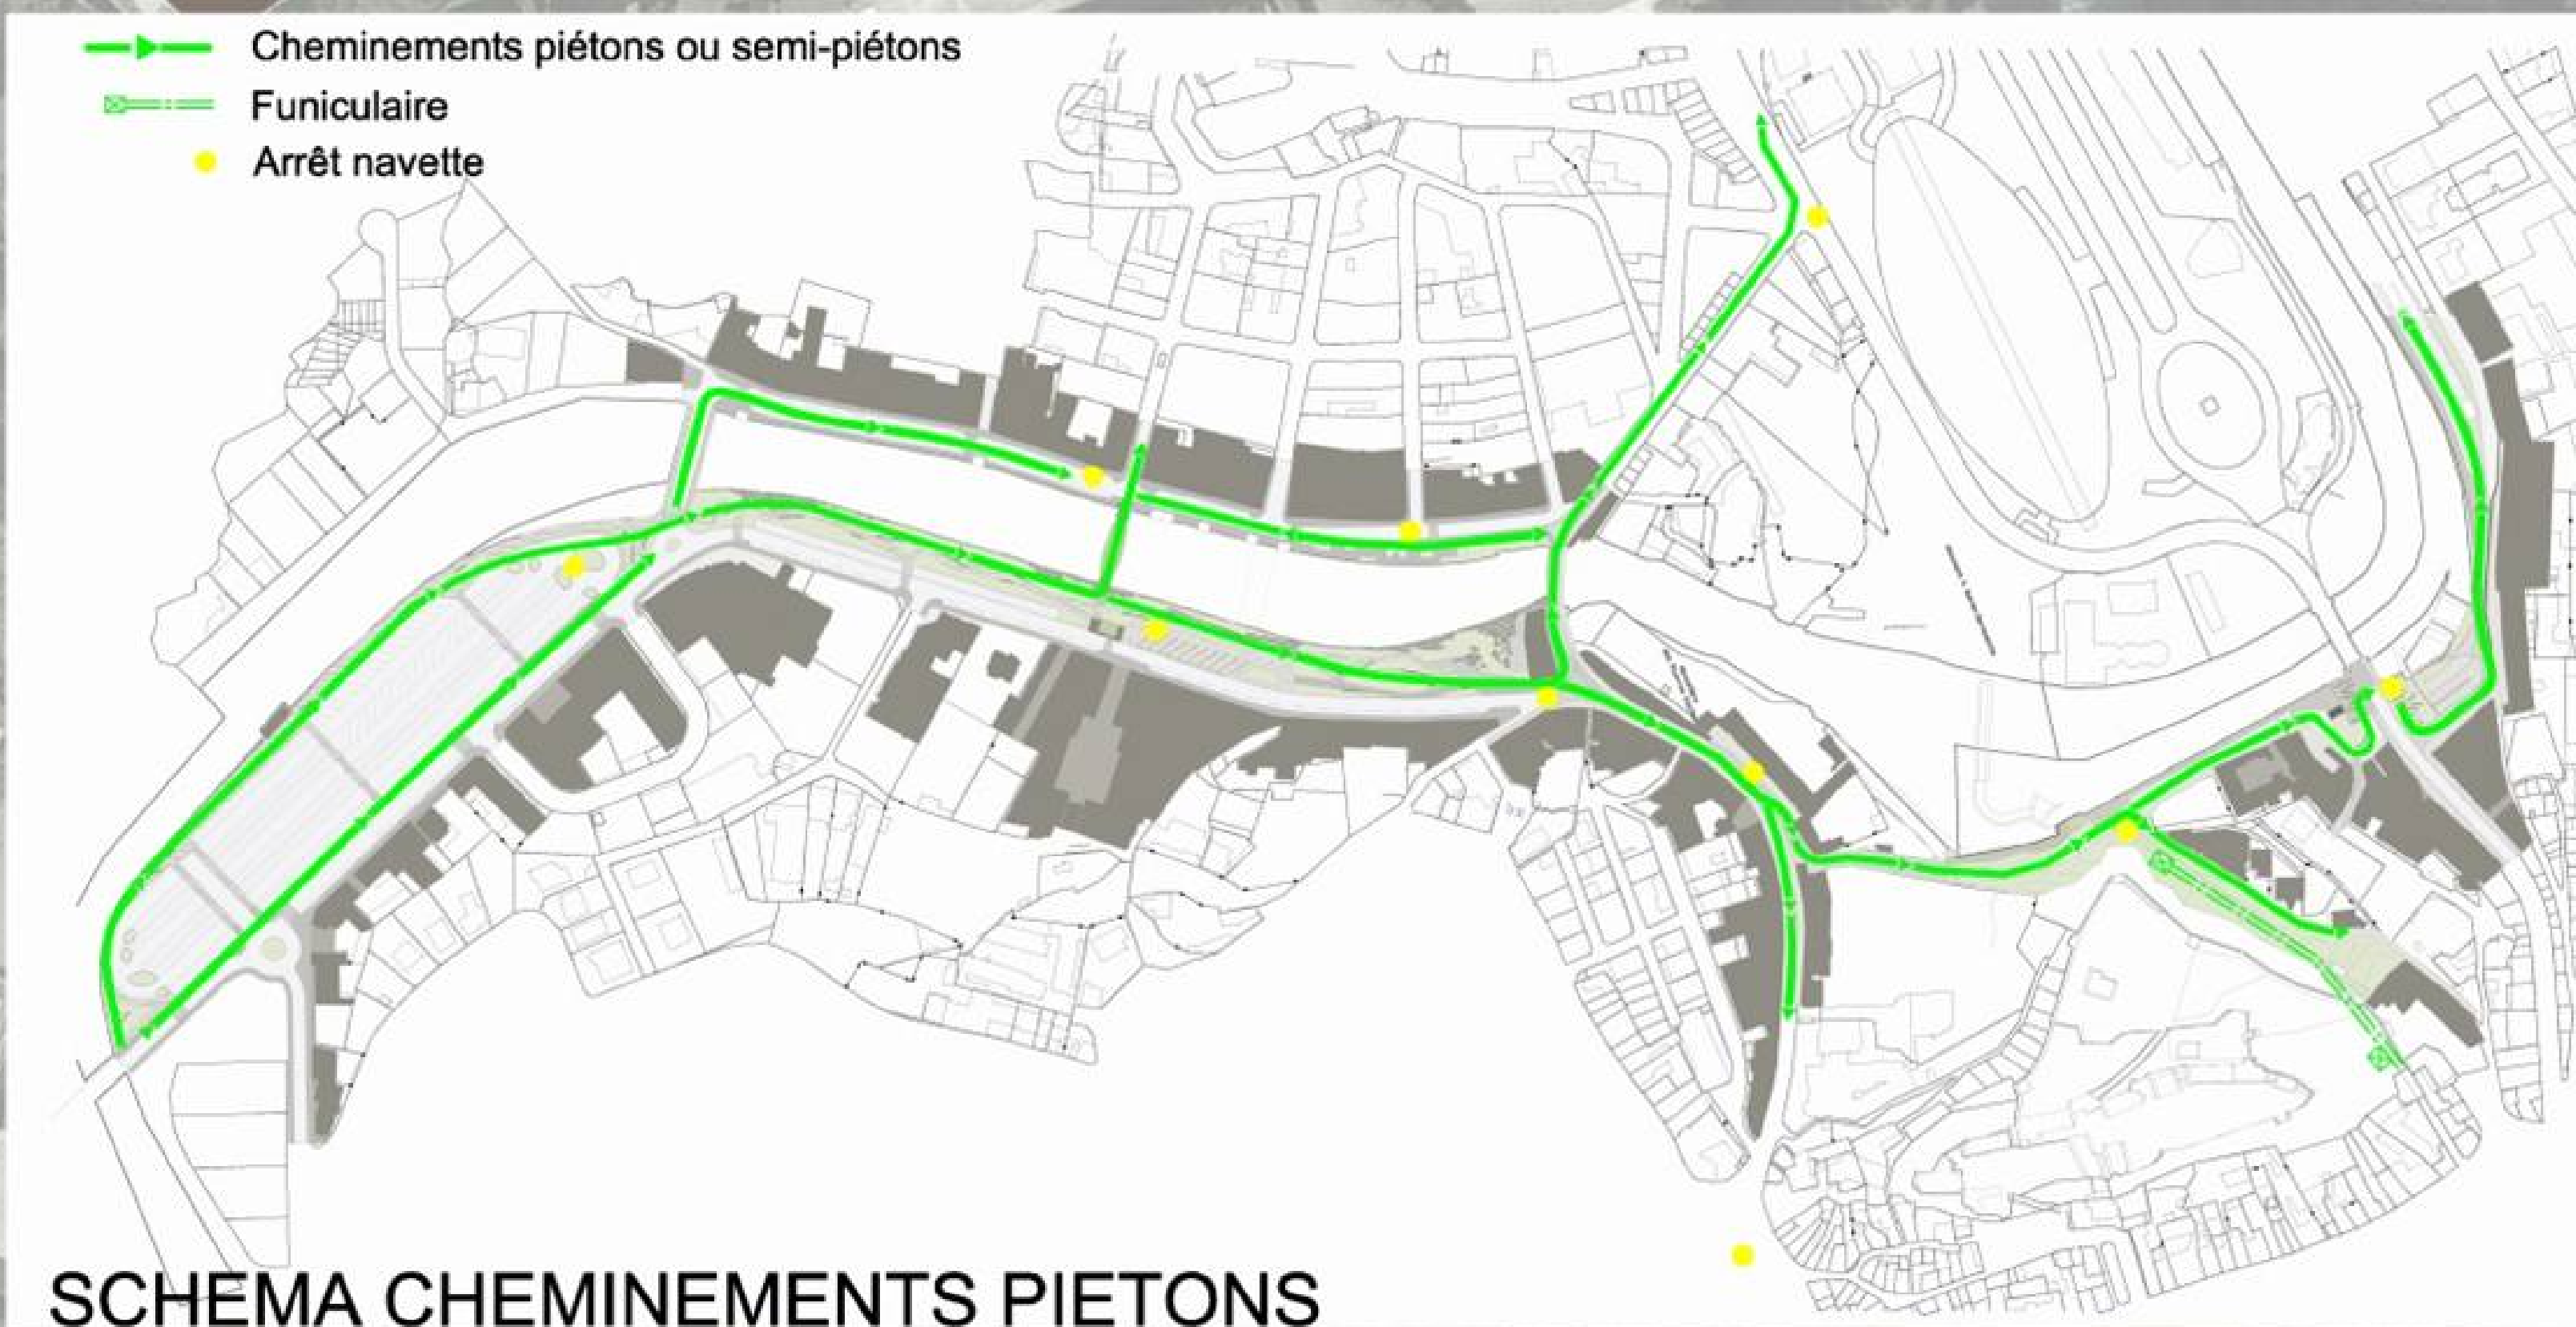 Cheminements piétons ou semi-piétons
Funiculaire
Arrêt navette
SCHEMA CHEMINEMENTS PIETONS